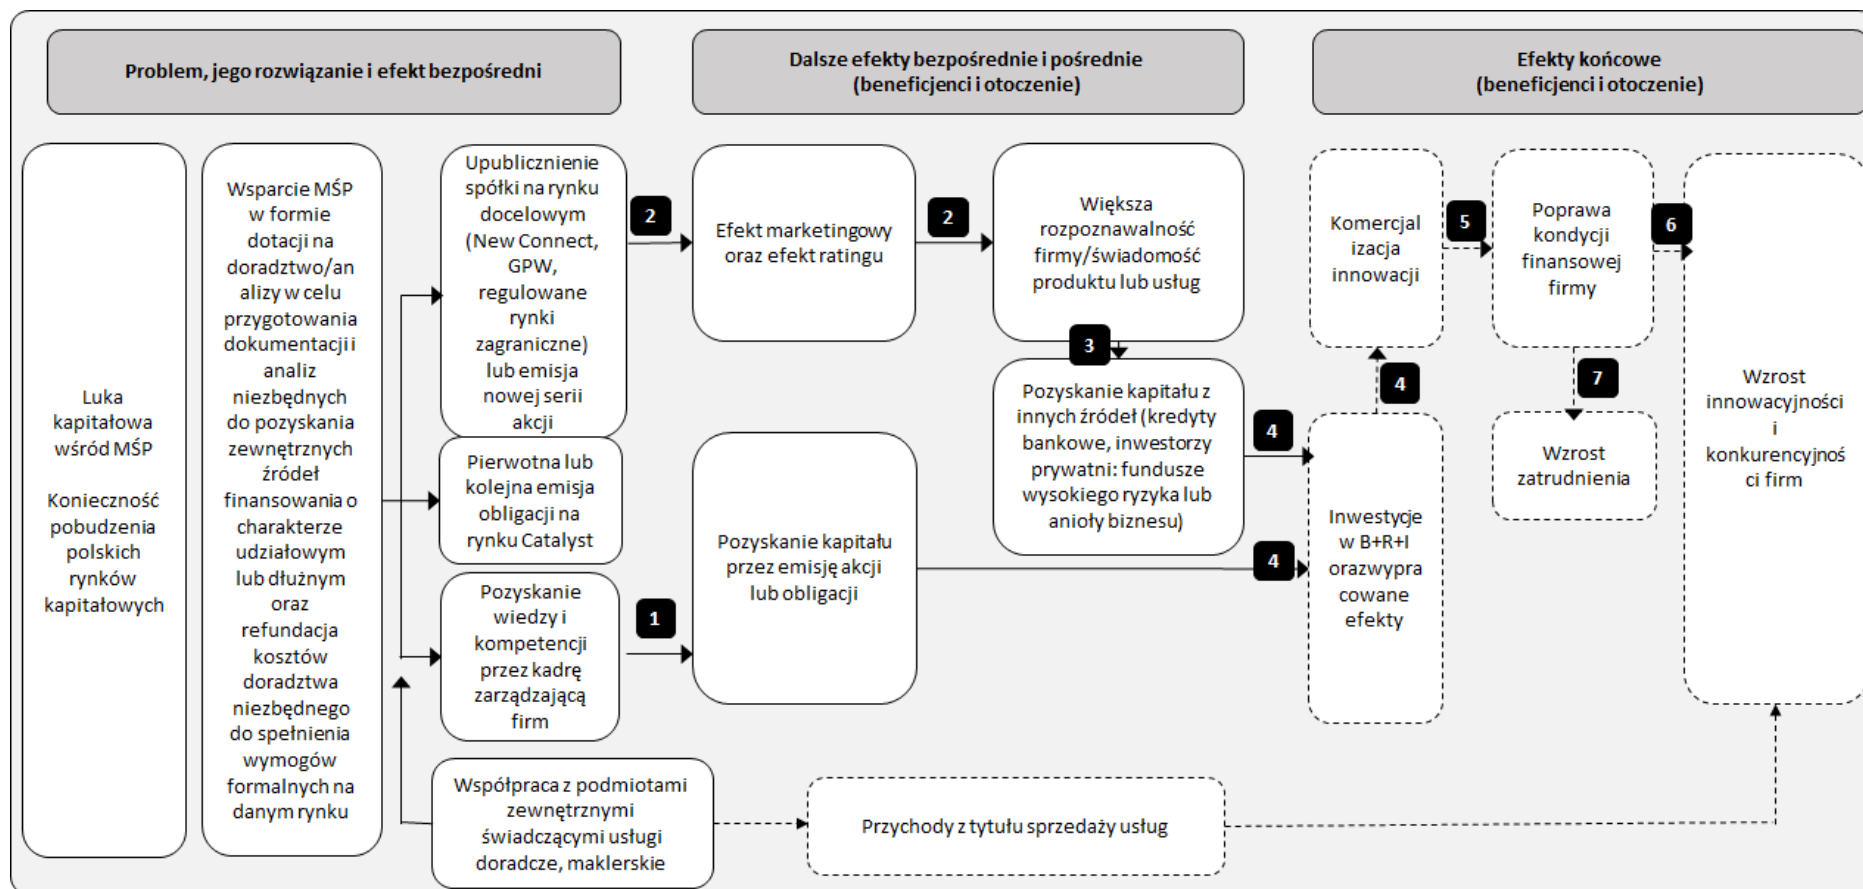 Problem, jego rozwiązanie i efekt bezpośredni
Dalsze efekty bezpośrednie i pośrednie
(beneficjenci i otoczenie)
Efekty końcowe
(beneficjenci i otoczenie)
Luka
kapitałowa
wśród MŚP
Konieczność
pobudzenia
polskich
rynków
kapitałowych
Wsparcie MŚP
w formie
dotacji na
doradztwo/an
alizy w celu
przygotowania
dokumentacji i
analiz
niezbędnych
do pozyskania
zewnętrznych
źródeł
finansowania o
charakterze
udziałowym
lub dłużnym
oraz
refundacja
kosztów
doradztwa
niezbędnego
do spełnienia
wymogów
formalnych na
danym rynku
Upublicznienie
spółki na rynku
docelowym
(New Connect,
GPW,
regulowane
rynki
zagraniczne)
lub emisja
nowej serii
akcji
Pierwotna lub
kolejna emisja
obligacji na
rynku Catalyst
Pozyskanie
wiedzy i
kompetencji
przez kadrę
zarządzającą
firm
Współpraca z podmiotami
zewnętrznymi
świadczącymi usługi
doradcze, maklerskie
2
1
Efekt marketingowy
oraz efekt ratingu
2
Większa
rozpoznawalność
firmy/świadomość
produktu lub usług
3
Pozyskanie kapitału z
innych źródeł (kredyty
bankowe, inwestorzy
prywatni: fundusze
wysokiego ryzyka lub
anioły biznesu)
Pozyskanie kapitału
przez emisję akcji
lub obligacji
4
4
Przychody z tytułu sprzedaży usług
Komercjal
izacja
innowacji
4
Inwestycje
w B+R+I
orazwypra
cowane
efekty
5
Poprawa
kondycji
finansowej
firmy
7
Wzrost
zatrudnienia
6
Wzrost
innowacyjności
i
konkurencyjnoś
ci firm